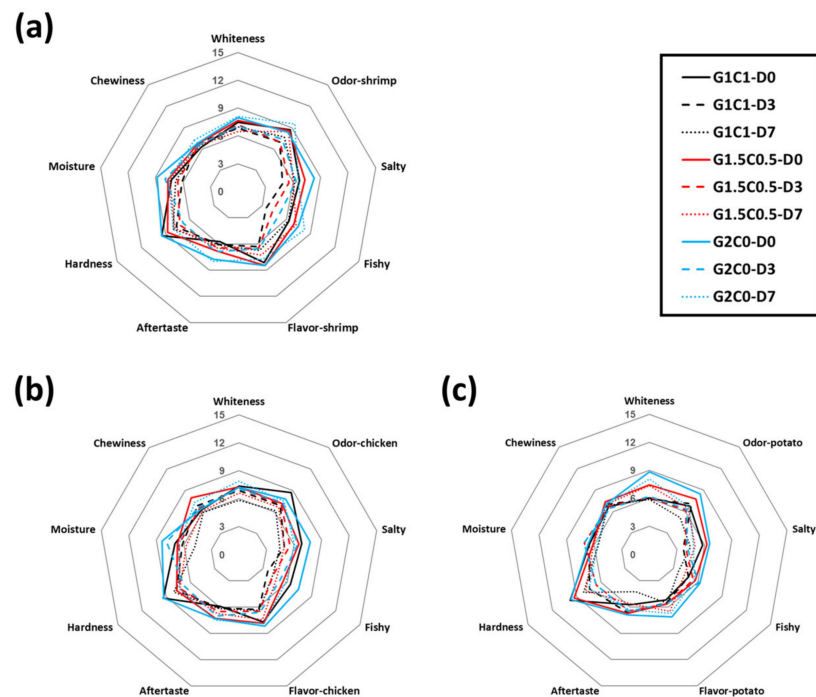 (a)
Whiteness
15
12
9
6
3
0
Odor-shrimp
Salty
Fishy
Flavor-shrimp
Aftertaste
Hardness
Moisture
Chewiness
G1C1-D0
G1C1-D3
G1C1-D7
G1.5C0.5-D0
G1.5C0.5-D3
G1.5C0.5-D7
G2C0-D0
G2C0-D3
G2C0-D7
(b)
Whiteness
15
12
9
6
3
0
Odor-chicken
Salty
Fishy
Flavor-chicken
Aftertaste
Hardness
Moisture
Chewiness
(c)
Whiteness
15
12
9
6
3
0
Odor-potato
Salty
Fishy
Flavor-potato
Aftertaste
Hardness
Moisture
Chewiness